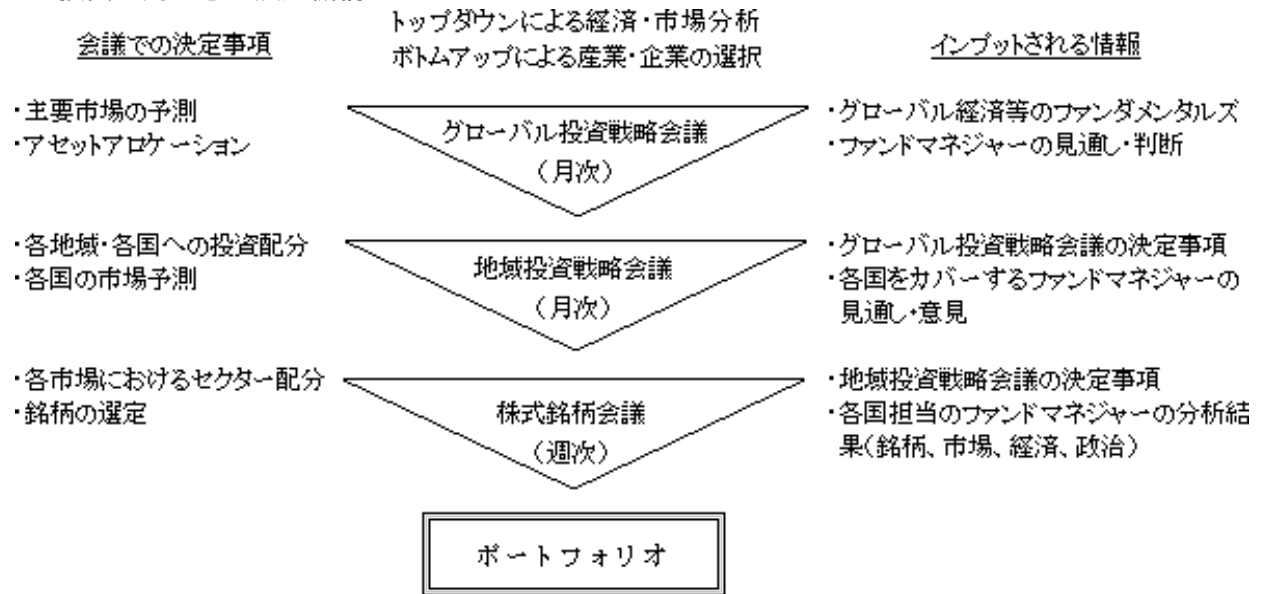 トップダウンによる経済・市場分析
会議での決定事項
ボトムアップによる産業・企業の選択
インプットされる情報
・主要市場の予測
・アセットアロケーション
グローバル投資戦略会議
(月次)
・グローバル経済等のファンダメンタルズ
・ファンドマネジャーの見通し・判断
・各地域・各国への投資配分
・各国の市場予測
地域投資戦略会議
(月次)
・グローバル投資戦略会議の決定事項
・各国をカバーするファンドマネジャーの
見通し・意見
・各市場におけるセクター配分
・銘柄の選定
株式銘柄会議
(週次)
・地域投資戦略会議の決定事項
・各国担当のファンドマネジャーの分析結
果(銘柄、市場、経済、政治)
ポートフォリオ